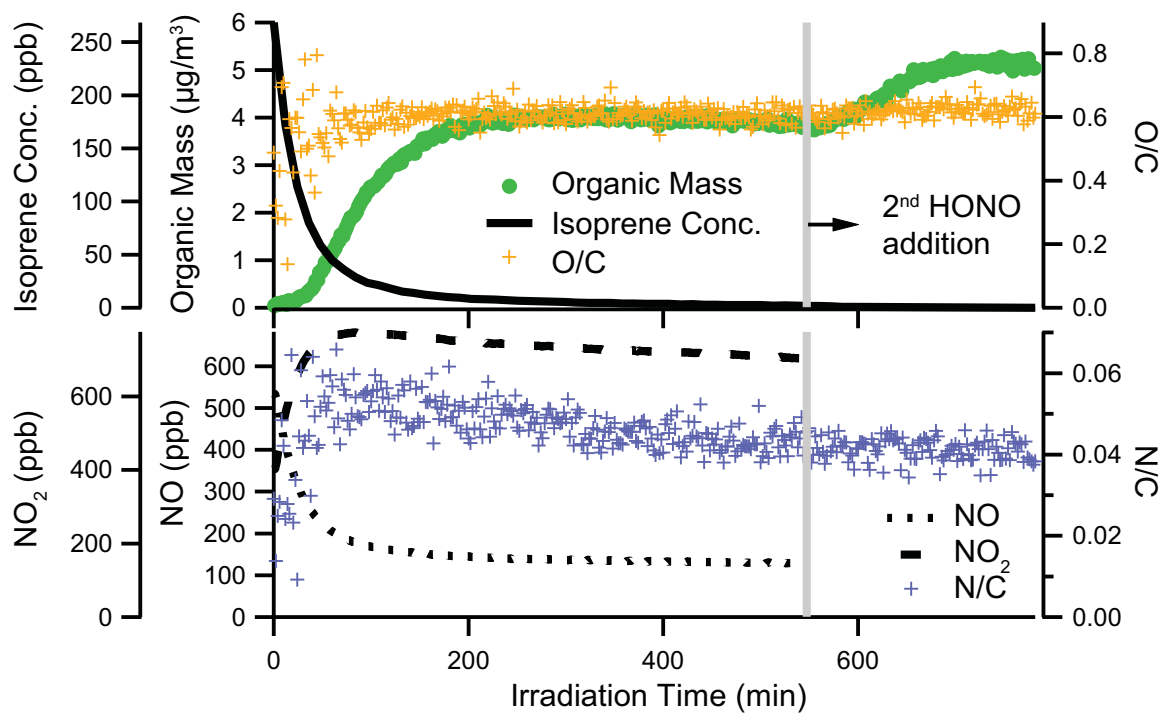 Isoprene Conc. (ppb)
250
200
150
100
50
0
Organic Mass (µg/m³)
6
5
4
3
2
1
0
Organic Mass
Isoprene Conc.
O/C
2nd HONO
addition
0.8
0.6
0.4
0.2
0.0
O/C
NO₂ (ppb)
600
400
200
0
NO (ppb)
600
500
400
300
200
100
0
NO
NO₂
N/C
0.06
0.04
0.02
0.00
N/C
0
200
400
600
Irradiation Time (min)